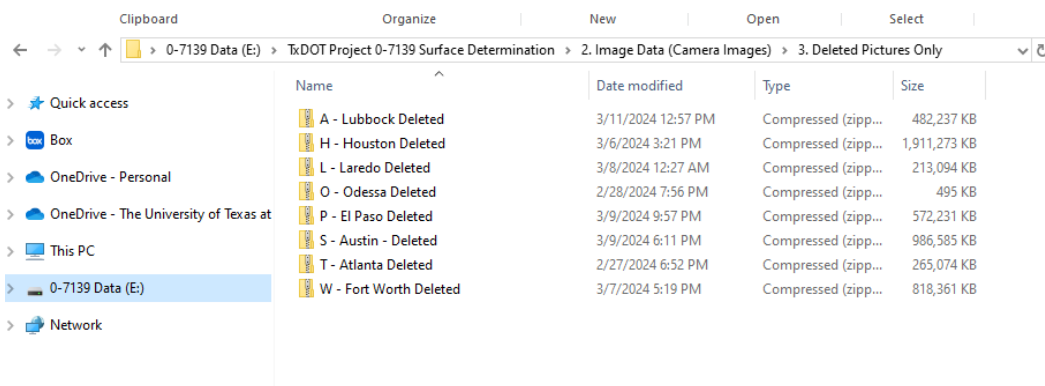 Clipboard Organize New Open Select
0-7139 Data (E:) › TxDOT Project 0-7139 Surface Determination › 2. Image Data (Camera Images) › 3. Deleted Pictures Only
Name Date modified Type Size
Quick access
Box
OneDrive - Personal
OneDrive - The University of Texas at
This PC
0-7139 Data (E:)
Network
A - Lubbock Deleted 3/11/2024 12:57 PM Compressed (zipp... 482,237 KB
H - Houston Deleted 3/6/2024 3:21 PM Compressed (zipp... 1,911,273 KB
L - Laredo Deleted 3/8/2024 12:27 AM Compressed (zipp... 213,094 KB
O - Odessa Deleted 2/28/2024 7:56 PM Compressed (zipp... 495 KB
P - El Paso Deleted 3/9/2024 9:57 PM Compressed (zipp... 572,231 KB
S - Austin - Deleted 3/9/2024 6:11 PM Compressed (zipp... 986,585 KB
T - Atlanta Deleted 2/27/2024 6:52 PM Compressed (zipp... 265,074 KB
W - Fort Worth Deleted 3/7/2024 5:19 PM Compressed (zipp... 818,361 KB